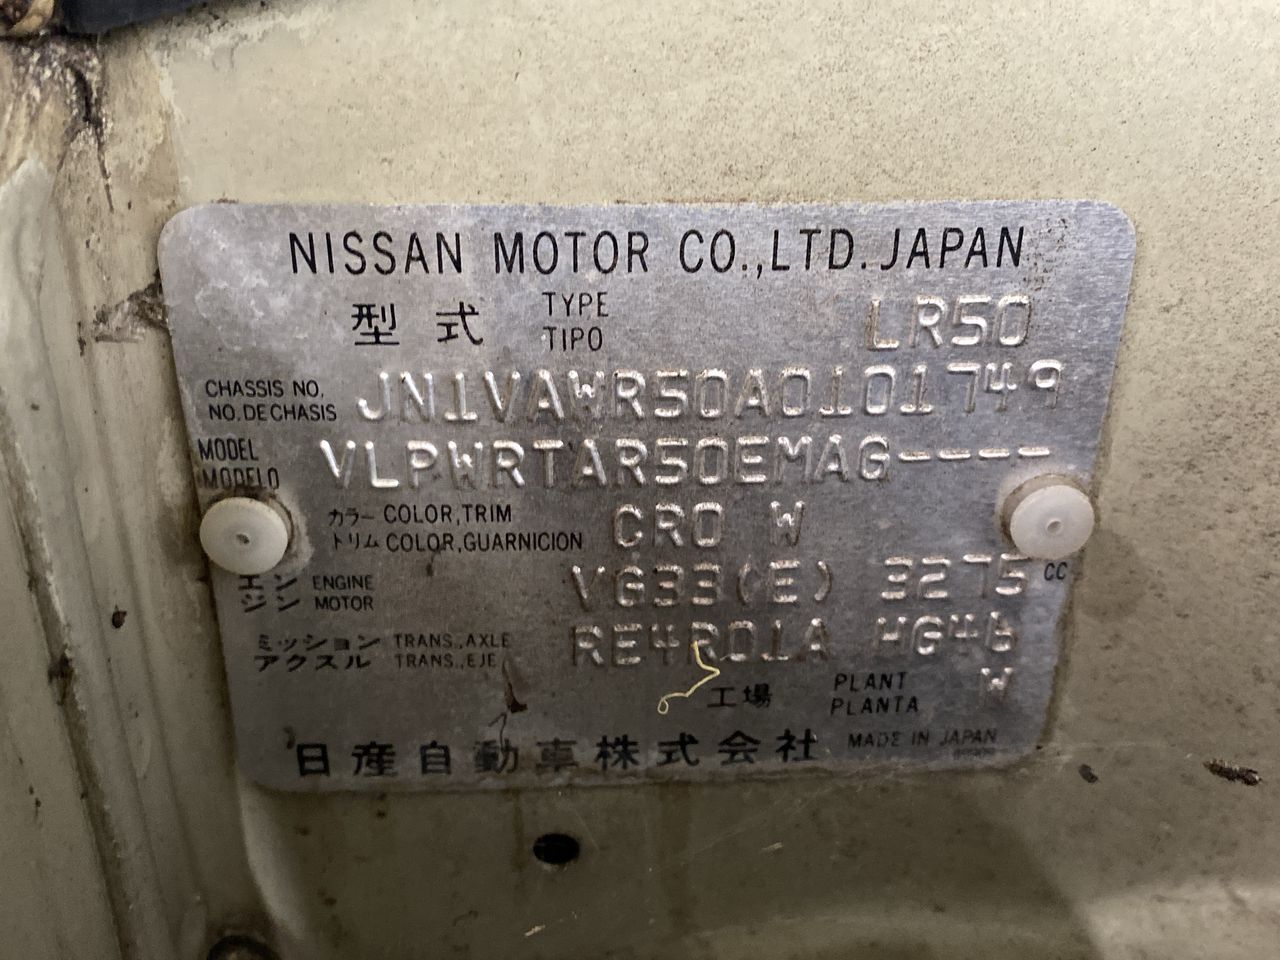 NISSAN MOTOR CO.,LTD. JAPAN
型 式 TYPE TIPO LR50
CHASSIS NO. NO.DE CHASIS JN1VAWR50A0101749
MODEL MODELO VLPWRTAR50EMAG----
カラー COLOR,TRIM
トリム COLOR,GUARNICION CR0 W
エン ENGINE
ジン MOTOR VG33(E) 3275 CC
ミッション TRANS.,AXLE
アクスル TRANS.,EJE RE4R01A HG46
工場 PLANT PLANTA W
日産自動車株式会社 MADE IN JAPAN